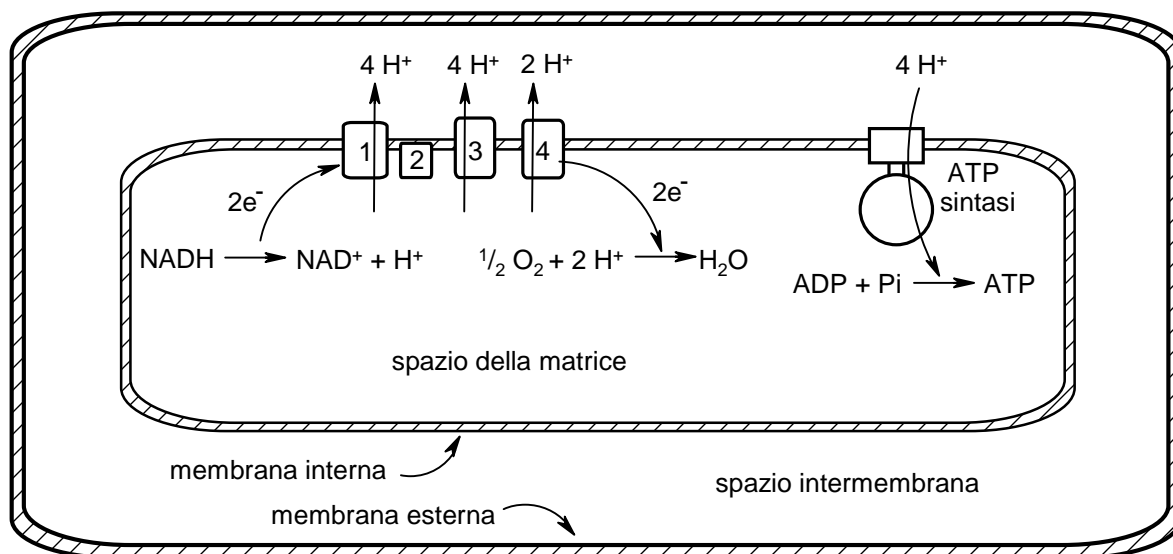 4 H⁺ 4 H⁺ 2 H⁺ 4 H⁺
1 2 3 4
ATP
sintasi
2e⁻ 2e⁻
NADH NAD⁺ + H⁺ ¹/₂ O₂ + 2 H⁺ H₂O
ADP + Pi ATP
spazio della matrice
membrana interna
spazio intermembrana
membrana esterna